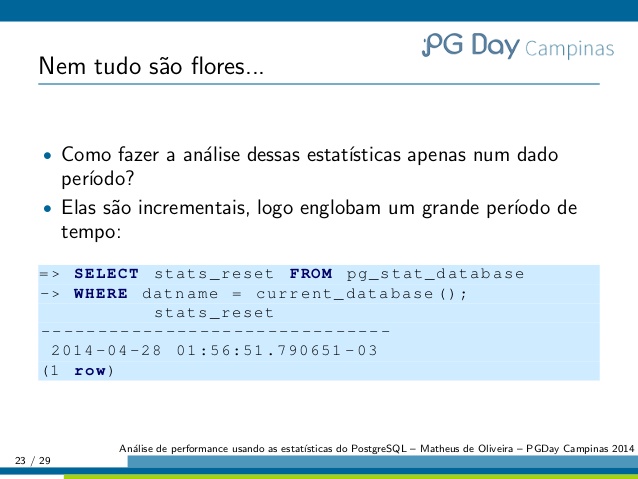 PG Day Campinas
Nem tudo são flores...
• Como fazer a análise dessas estatísticas apenas num dado
período?
• Elas são incrementais, logo englobam um grande período de
tempo:
=> SELECT stats_reset FROM pg_stat_database
-> WHERE datname = current_database();
stats_reset
-------------------------------
2014-04-28 01:56:51.790651-03
(1 row)
Análise de performance usando as estatísticas do PostgreSQL – Matheus de Oliveira – PGDay Campinas 2014
23 / 29